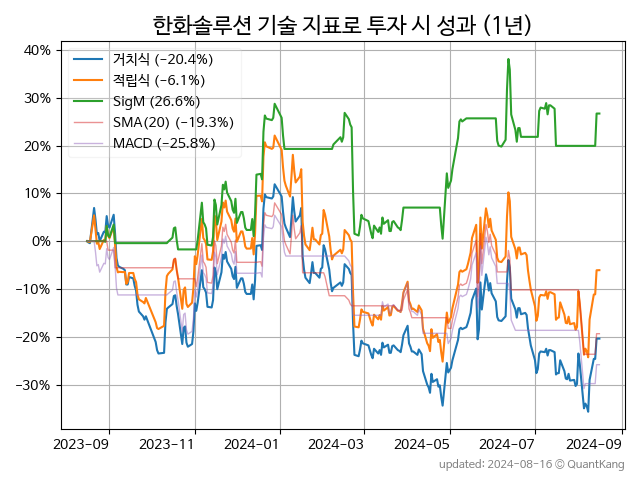 한화솔루션 기술 지표로 투자 시 성과 (1년)
40%
30%
20%
10%
0%
−10%
−20%
−30%
거치식 (−20.4%)
적립식 (−6.1%)
SigM (26.6%)
SMA(20) (−19.3%)
MACD (−25.8%)
2023-09 2023-11 2024-01 2024-03 2024-05 2024-07 2024-09
updated: 2024-08-16 © QuantKang